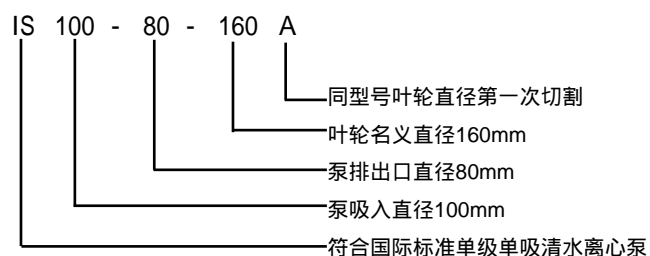 IS 100 - 80 - 160 A
同型号叶轮直径第一次切割
叶轮名义直径160mm
泵排出口直径80mm
泵吸入直径100mm
符合国际标准单级单吸清水离心泵